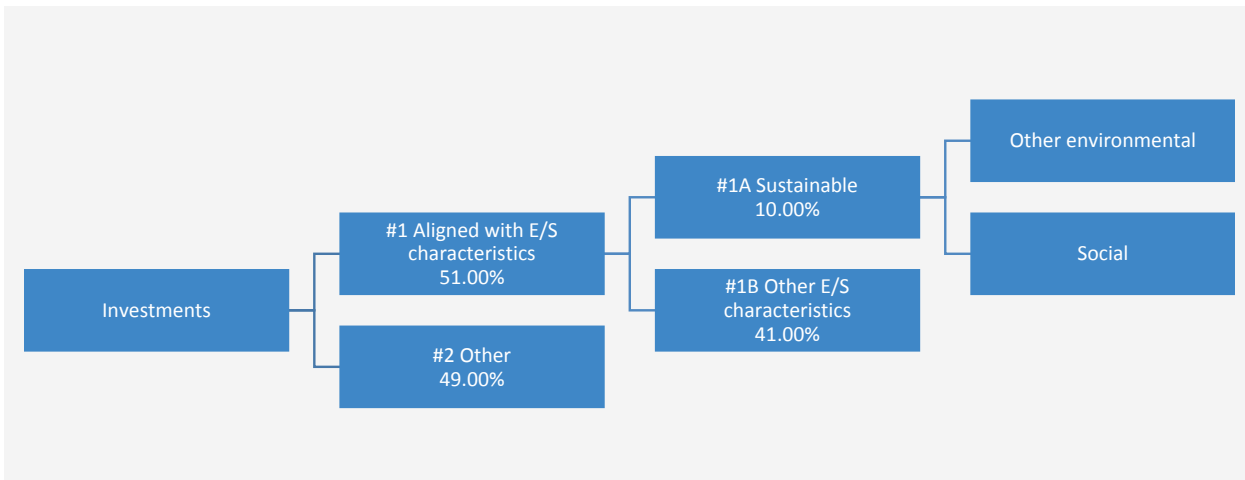 Investments
#1 Aligned with E/S
characteristics
51.00%
#2 Other
49.00%
#1A Sustainable
10.00%
#1B Other E/S
characteristics
41.00%
Other environmental
Social